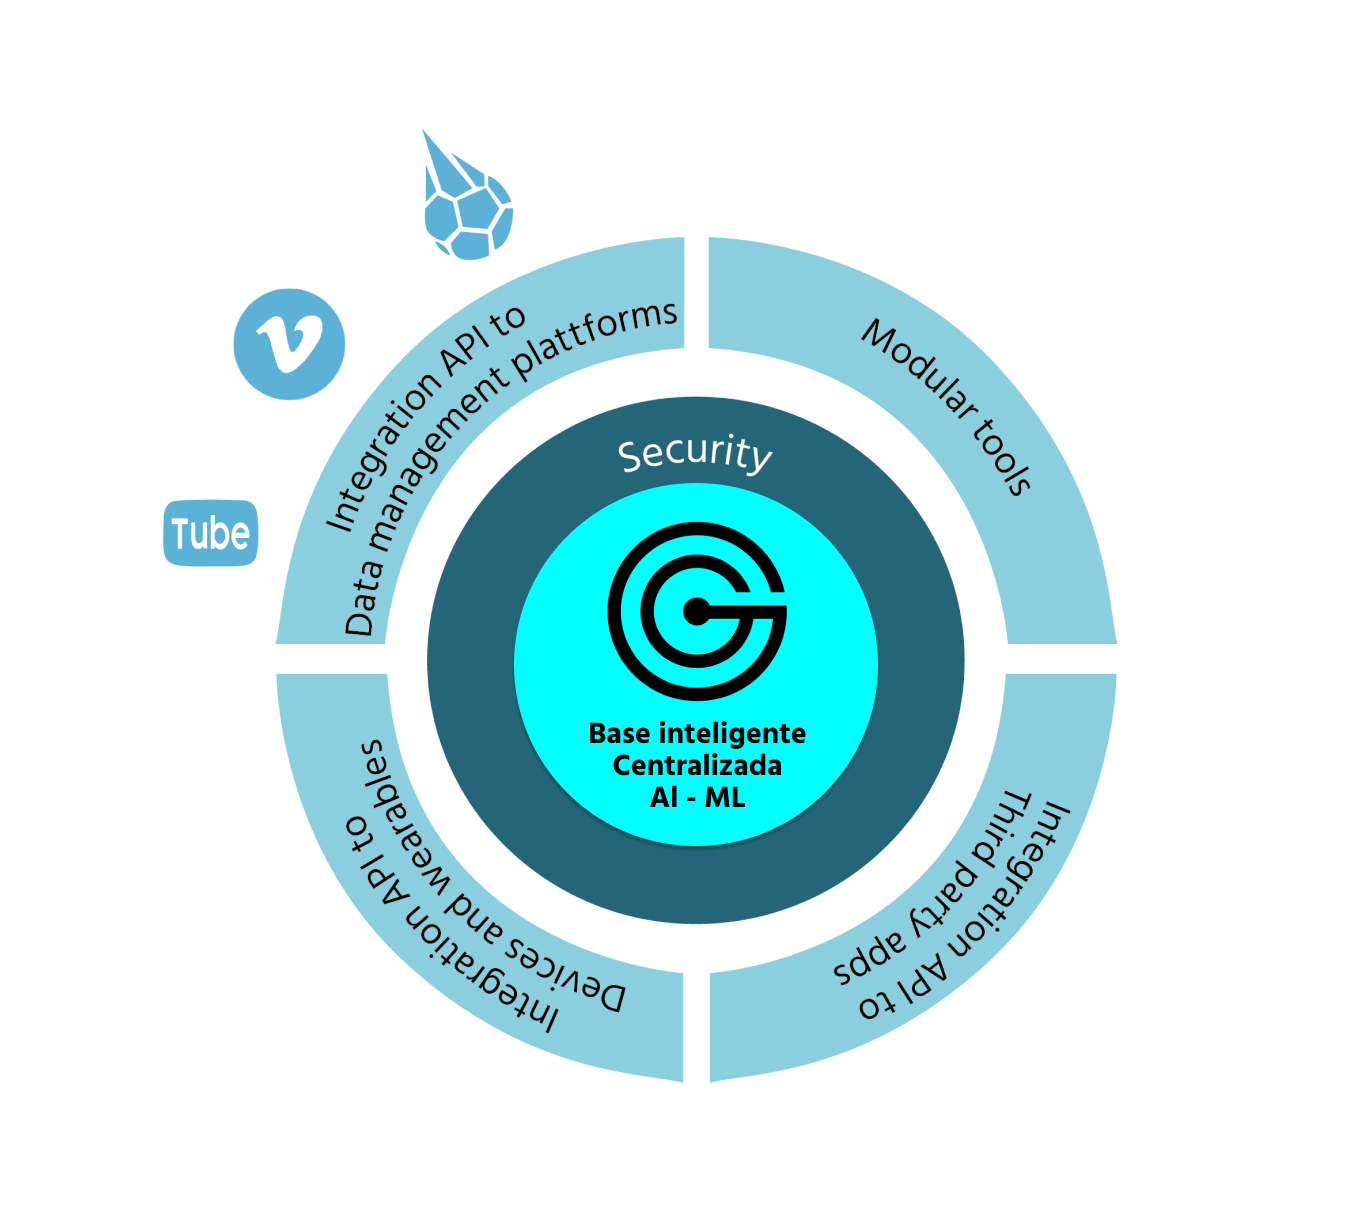 Integration API to
Data management plattforms
Modular tools
Tube
Security
Base inteligente
Centralizada
AI - ML
Integration API to
Devices and wearables
Integration API to
Third party apps